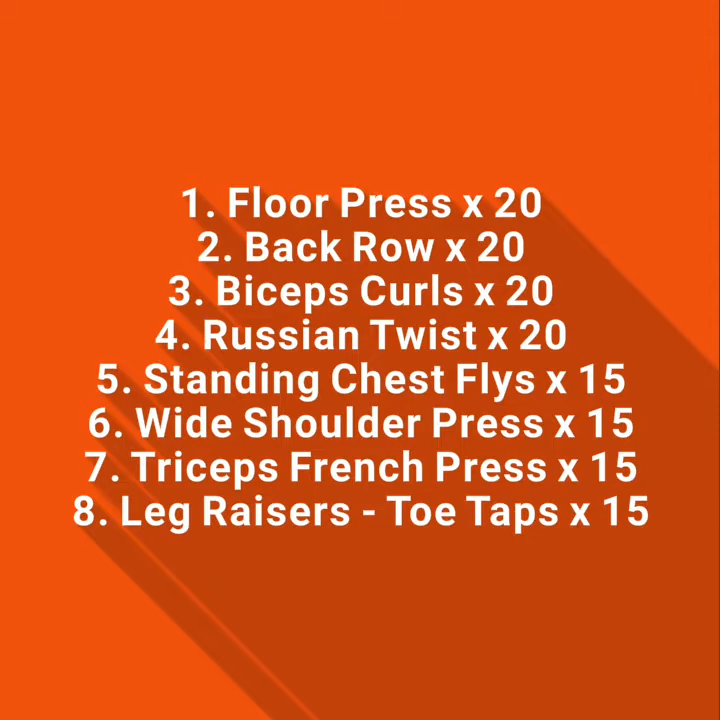 1. Floor Press x 20
2. Back Row x 20
3. Biceps Curls x 20
4. Russian Twist x 20
5. Standing Chest Flys x 15
6. Wide Shoulder Press x 15
7. Triceps French Press x 15
8. Leg Raisers - Toe Taps x 15